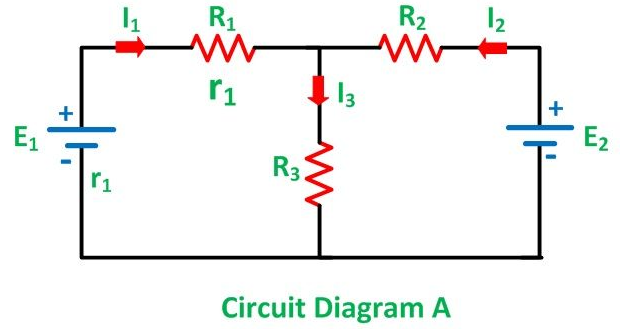 I₁ R₁ R₂ I₂
r₁ I₃
+ +
E₁ E₂
- -
R₃
r₁
Circuit Diagram A